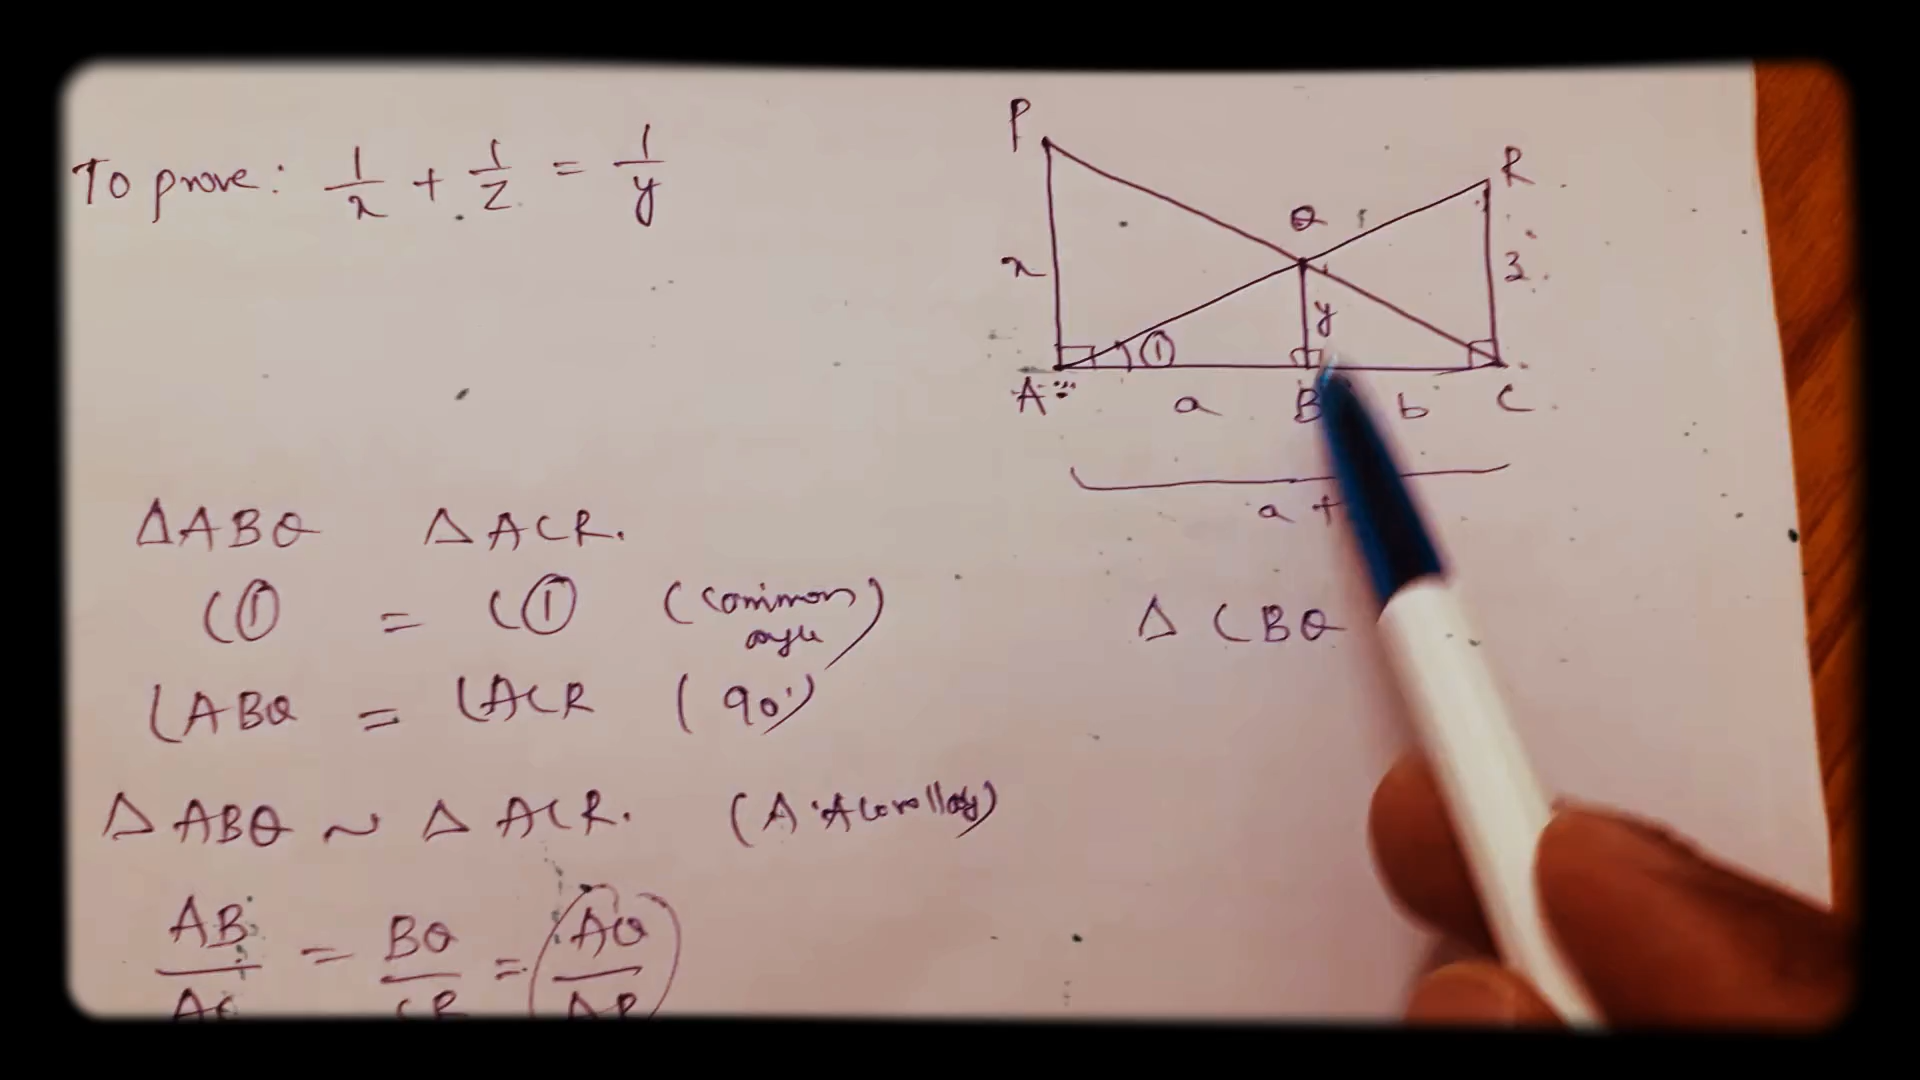 To prove: 1/x + 1/z = 1/y
P
R
Q
x
y
z
①
A
B
C
a
b
a +
ΔABQ ΔACR.
∠① = ∠① (common angle)
∠ABQ = ∠ACR (90°)
ΔABQ ~ ΔACR. (A.A Corollary)
ΔCBQ
AB/AC = BQ/CR = AQ/AR